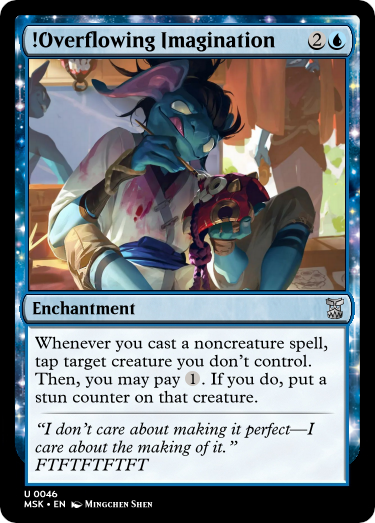 !Overflowing Imagination 2
Enchantment
Whenever you cast a noncreature spell,
tap target creature you don't control.
Then, you may pay 1. If you do, put a
stun counter on that creature.
"I don't care about making it perfect—I
care about the making of it."
FTFTFTFTFT
U 0046
MSK • EN Mingchen Shen